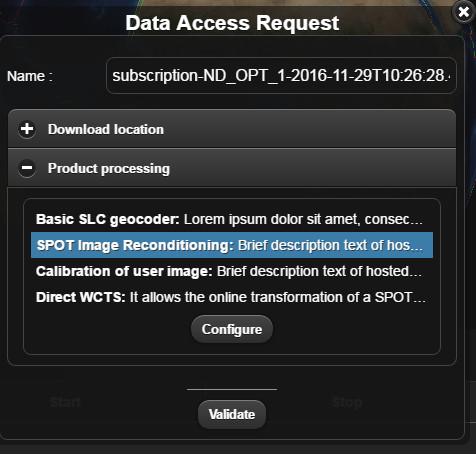 Data Access Request
Name :
subscription-ND_OPT_1-2016-11-29T10:26:28.
Download location
Product processing
Basic SLC geocoder: Lorem ipsum dolor sit amet, consec...
SPOT Image Reconditioning: Brief description text of hos...
Calibration of user image: Brief description text of hosted...
Direct WCTS: It allows the online transformation of a SPOT...
Configure
Start
Stop
Validate